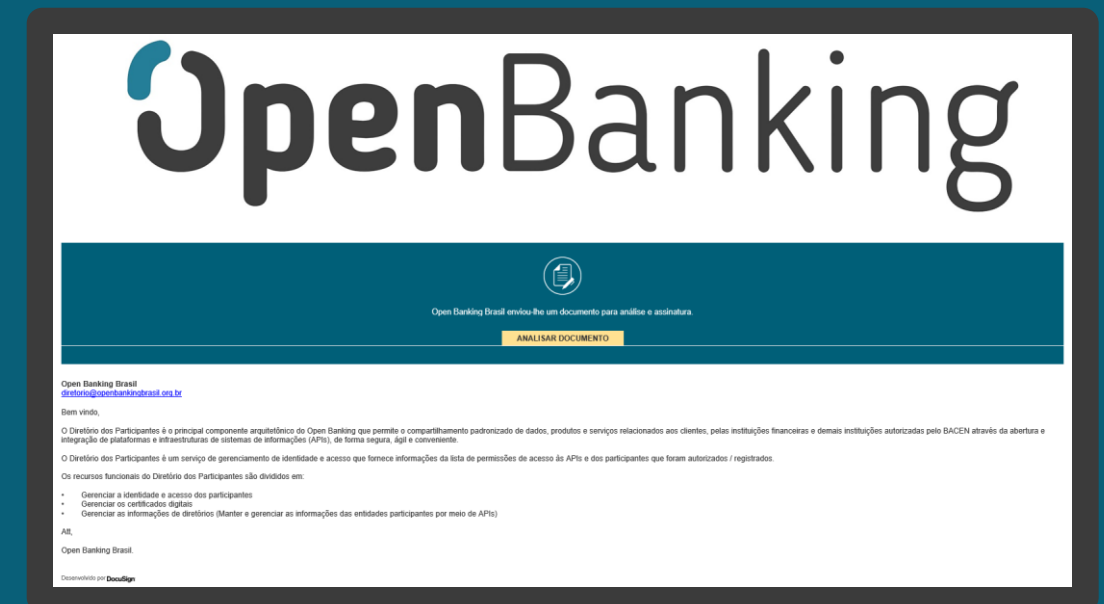 OpenBanking
Open Banking Brasil enviou-lhe um documento para análise e assinatura.
ANALISAR DOCUMENTO
Open Banking Brasil
diretorio@openbankingbrasil.org.br
Bem vindo,
O Diretório dos Participantes é o principal componente arquitetônico do Open Banking que permite o compartilhamento padronizado de dados, produtos e serviços relacionados aos clientes, pelas instituições financeiras e demais instituições autorizadas pelo BACEN através da abertura e
integração de plataformas e infraestruturas de sistemas de informações (APIs), de forma segura, ágil e conveniente.
O Diretório dos Participantes é um serviço de gerenciamento de identidade e acesso que fornece informações da lista de permissões de acesso às APIs e dos participantes que foram autorizados / registrados.
Os recursos funcionais do Diretório dos Participantes são divididos em:
• Gerenciar a identidade e acesso dos participantes
• Gerenciar os certificados digitais
• Gerenciar as informações de diretórios (Manter e gerenciar as informações das entidades participantes por meio de APIs)
Att,
Open Banking Brasil.
Desenvolvido por DocuSign